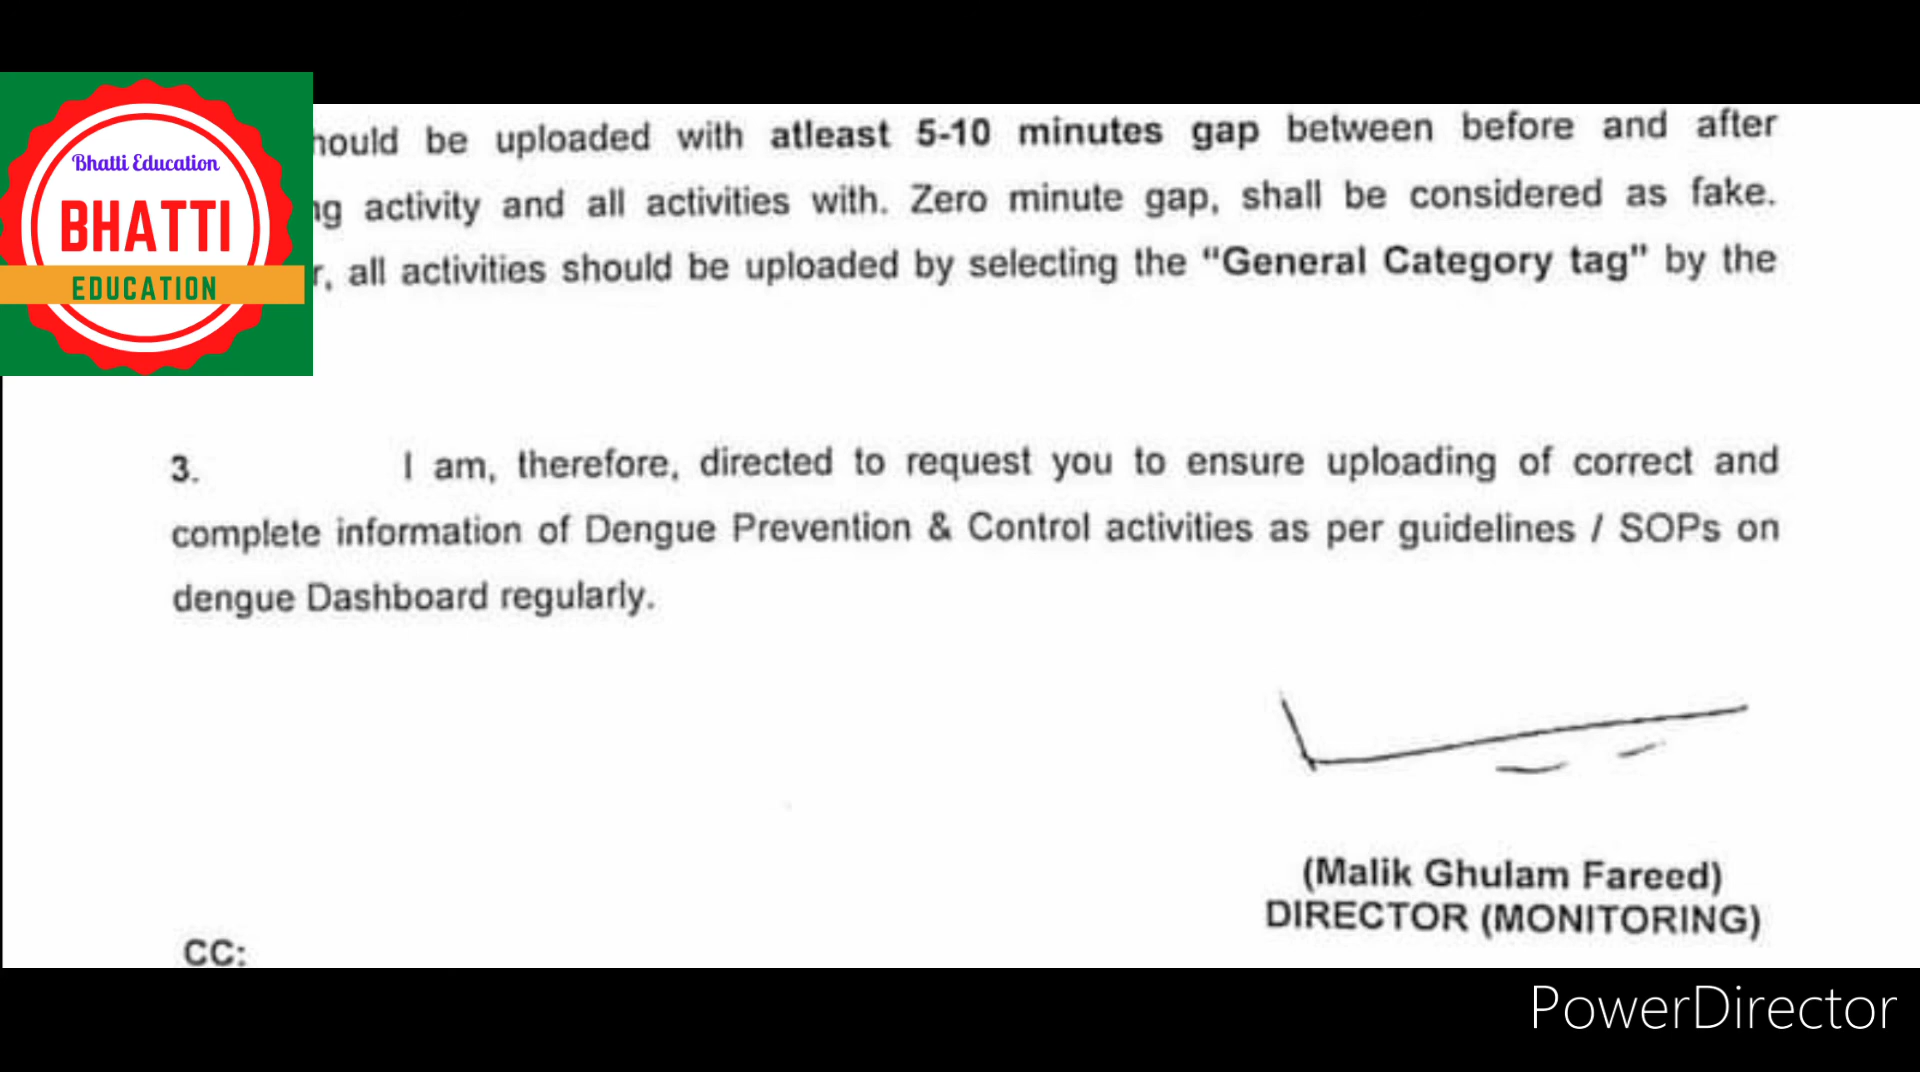 Bhatti Education
BHATTI
EDUCATION
be uploaded with atleast 5-10 minutes gap between before and after
activity and all activities with. Zero minute gap, shall be considered as fake.
all activities should be uploaded by selecting the "General Category tag" by the
3. I am, therefore, directed to request you to ensure uploading of correct and
complete information of Dengue Prevention & Control activities as per guidelines / SOPs on
dengue Dashboard regularly.
(Malik Ghulam Fareed)
DIRECTOR (MONITORING)
CC:
PowerDirector